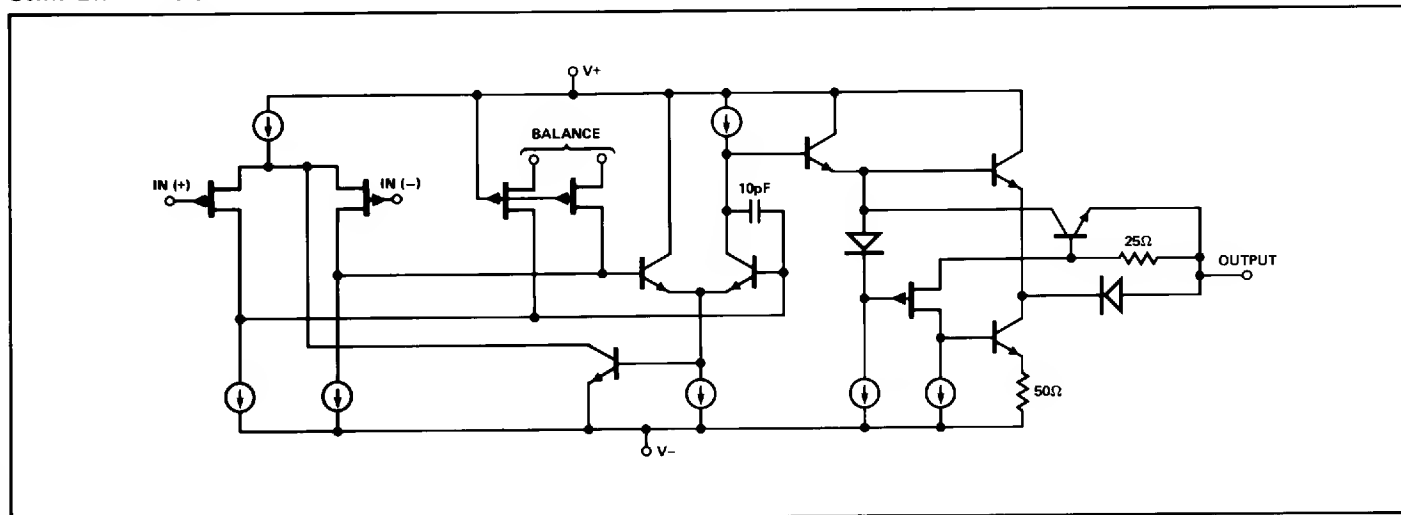 V+
BALANCE
IN (+)
IN (−)
10pF
25Ω
OUTPUT
50Ω
V−